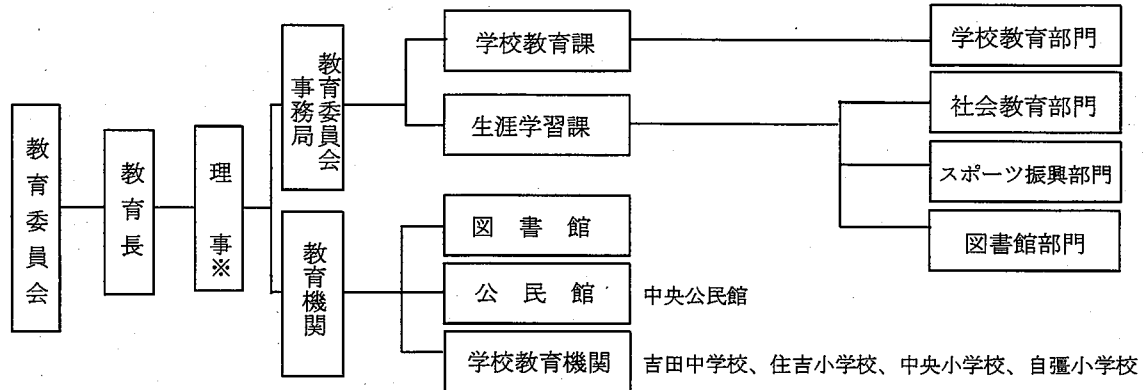 教育委員会
教育長
理事※
教育委員会
事務局
教育機関
学校教育課
生涯学習課
図書館
公民館
中央公民館
学校教育機関
吉田中学校、住吉小学校、中央小学校、自彊小学校
学校教育部門
社会教育部門
スポーツ振興部門
図書館部門